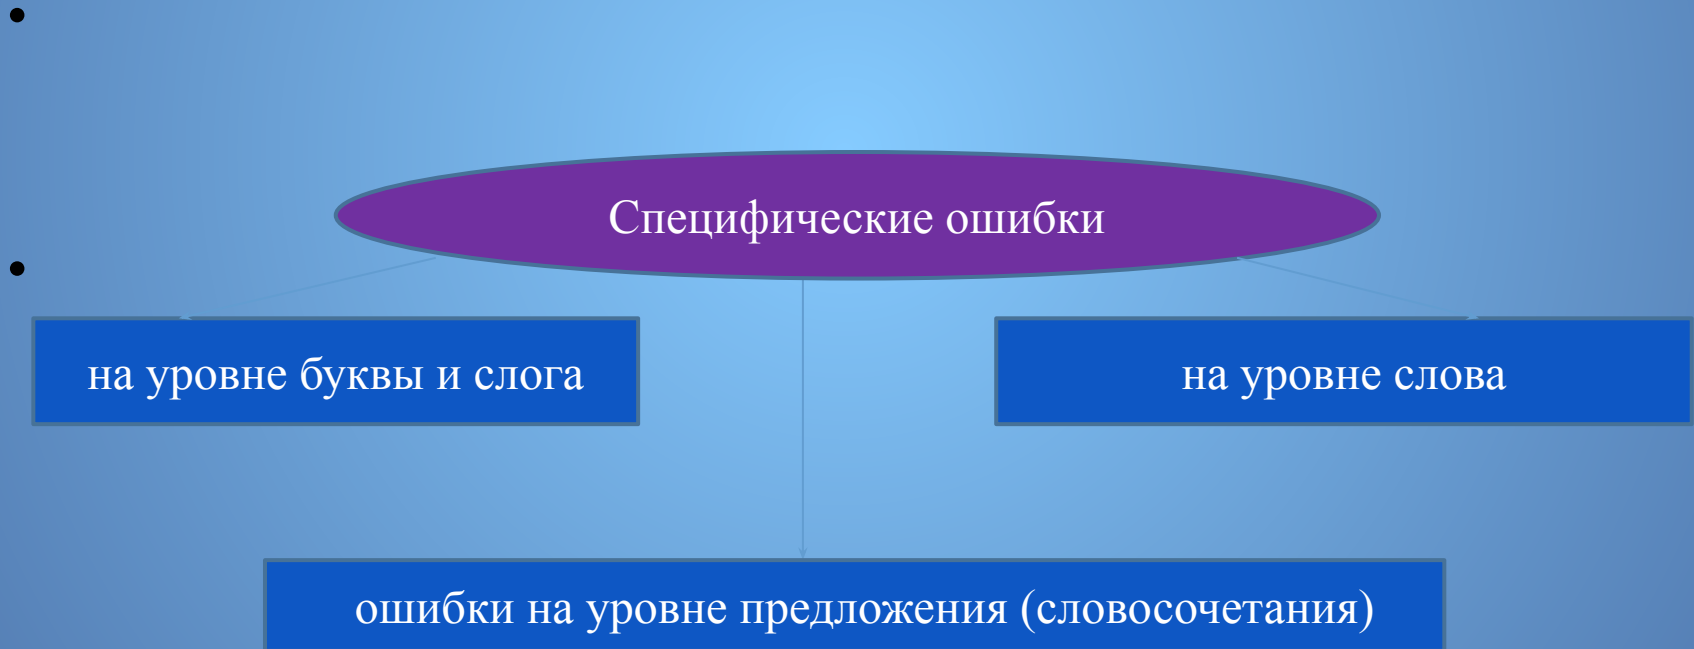 Специфические ошибки
на уровне буквы и слога
на уровне слова
ошибки на уровне предложения (словосочетания)